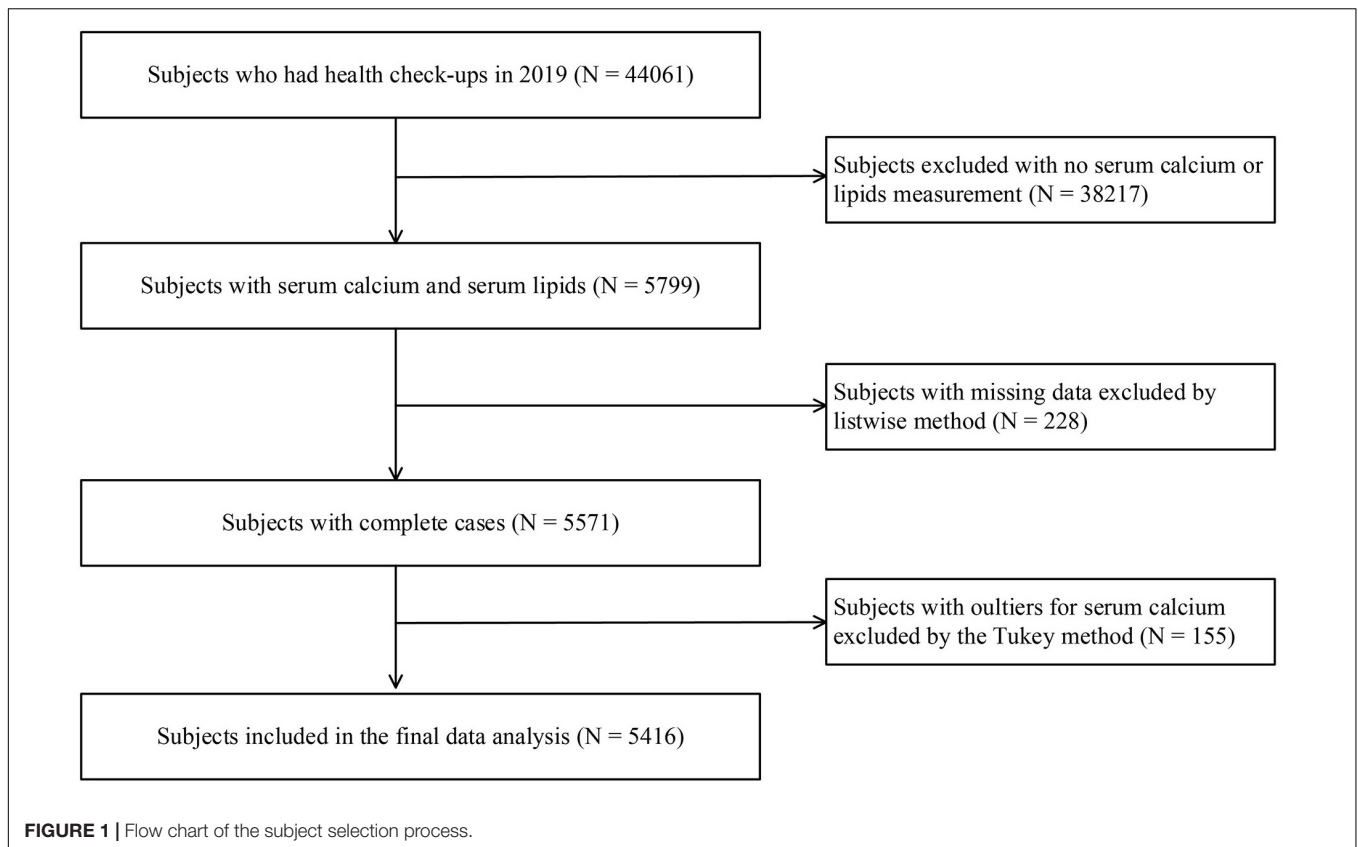 Subjects who had health check-ups in 2019 (N = 44061)
Subjects excluded with no serum calcium or
lipids measurement (N = 38217)
Subjects with serum calcium and serum lipids (N = 5799)
Subjects with missing data excluded by
listwise method (N = 228)
Subjects with complete cases (N = 5571)
Subjects with oultiers for serum calcium
excluded by the Tukey method (N = 155)
Subjects included in the final data analysis (N = 5416)
FIGURE 1 | Flow chart of the subject selection process.